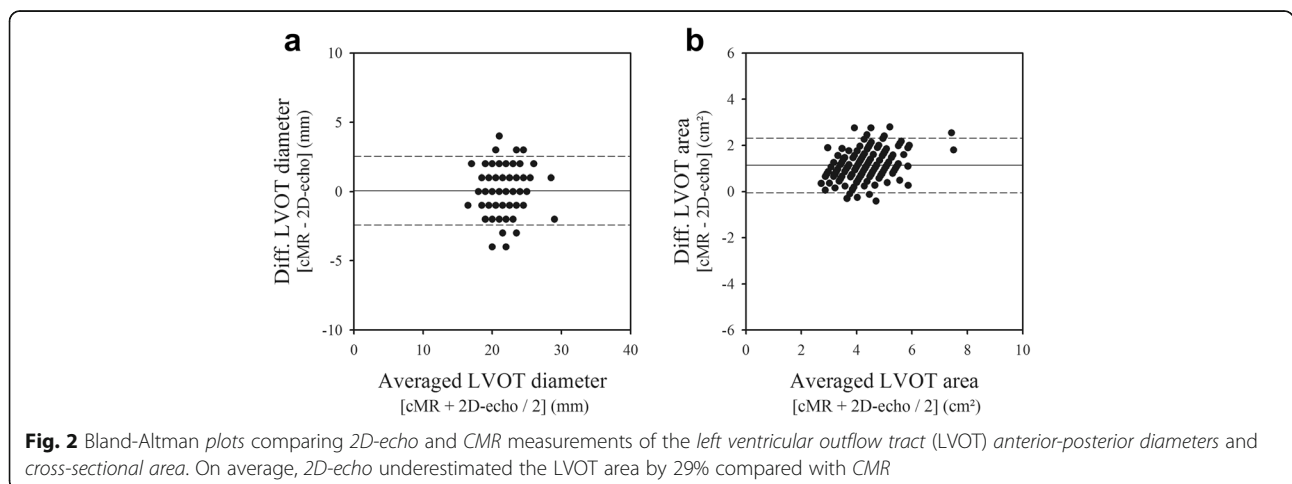 a
10
5
0
-5
-10
Diff. LVOT diameter
[cMR - 2D-echo] (mm)
0 10 20 30 40
Averaged LVOT diameter
[cMR + 2D-echo / 2] (mm)
b
6
4
2
0
-2
-4
-6
Diff. LVOT area
[cMR - 2D-echo] (cm²)
0 2 4 6 8 10
Averaged LVOT area
[cMR + 2D-echo / 2] (cm²)
Fig. 2 Bland-Altman plots comparing 2D-echo and CMR measurements of the left ventricular outflow tract (LVOT) anterior-posterior diameters and
cross-sectional area. On average, 2D-echo underestimated the LVOT area by 29% compared with CMR